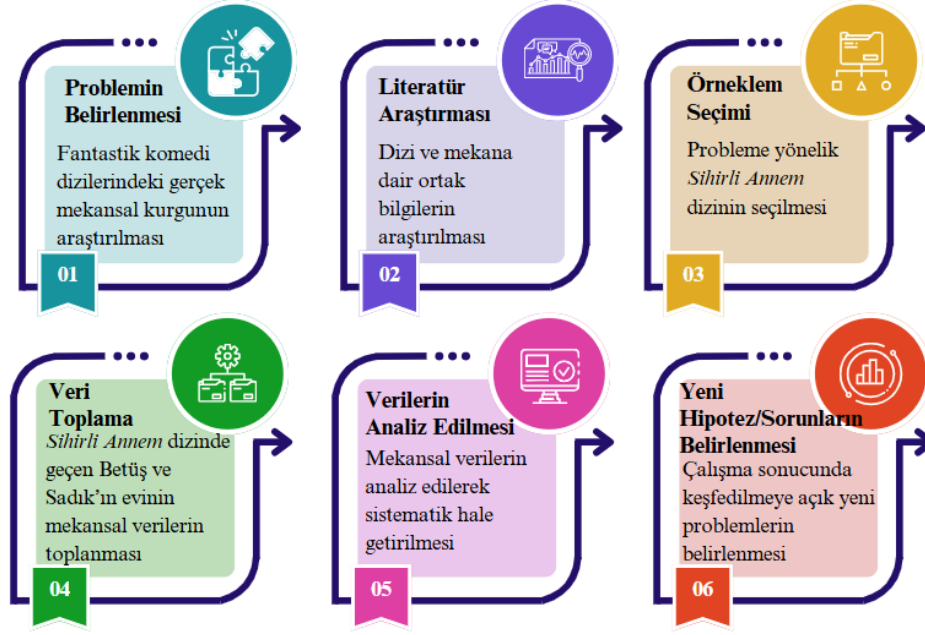 Problemin
Belirlenmesi
Fantastik komedi
dizilerindeki gerçek
mekansal kurgunun
araştırılması
01
Literatür
Araştırması
Dizi ve mekana
dair ortak
bilgilerin
araştırılması
02
Örneklem
Seçimi
Probleme yönelik
Sihirli Annem
dizinin seçilmesi
03
Veri
Toplama
Sihirli Annem dizinde
geçen Betüş ve
Sadık’ın evinin
mekansal verilerin
toplanması
04
Verilerin
Analiz Edilmesi
Mekansal verilerin
analiz edilerek
sistematik hale
getirilmesi
05
Yeni
Hipotez/Sorunların
Belirlenmesi
Çalışma sonucunda
keşfedilmeye açık yeni
problemlerin
belirlenmesi
06